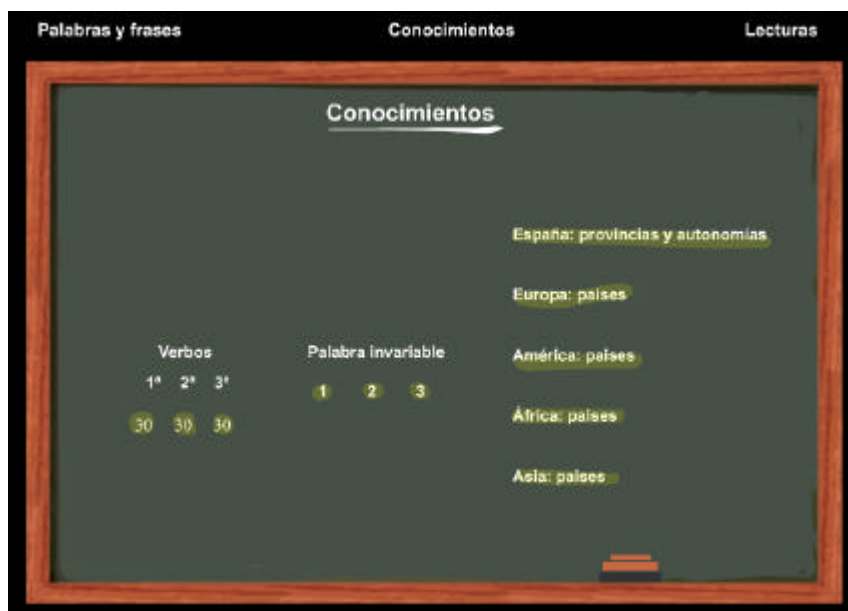 Palabras y frases Conocimientos Lecturas
Conocimientos
España: provincias y autonomías
Europa: países
Verbos Palabra invariable América: países
1ª 2ª 3ª
1 2 3
30 30 30 África: países
Asia: países